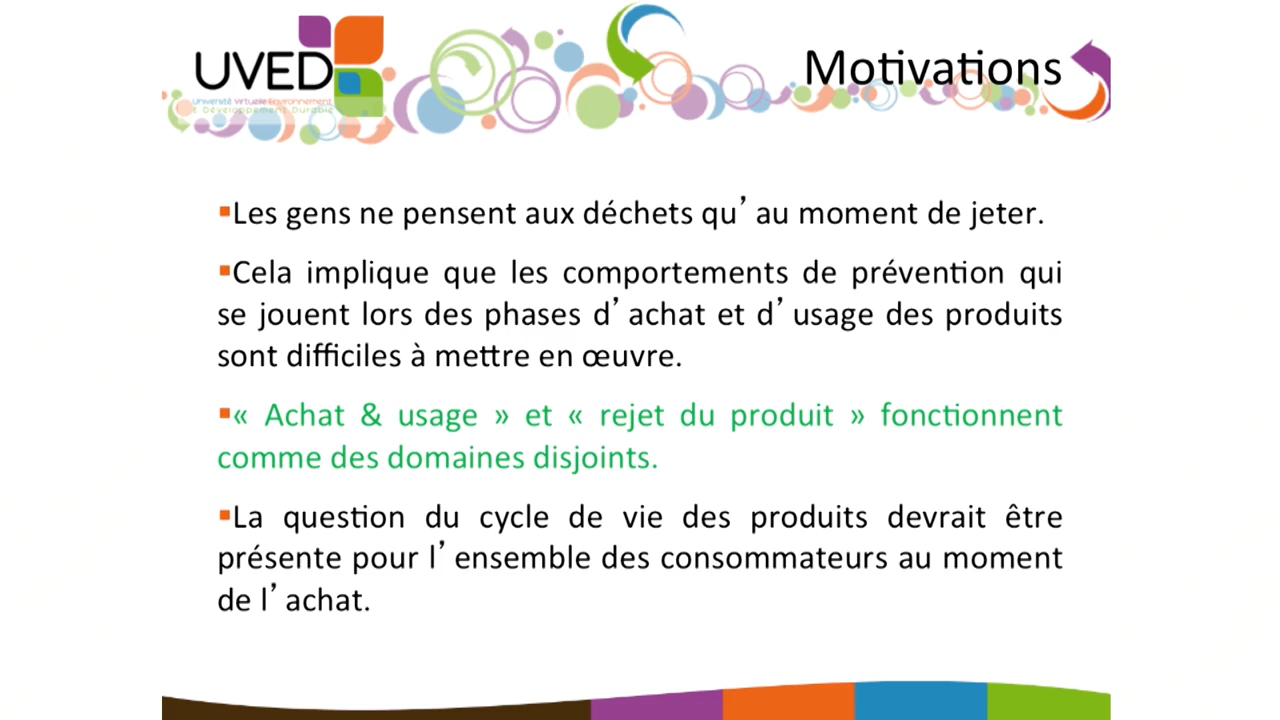 UVED
Université Virtuelle Environnement
et Développement Durable
Motivations
▪Les gens ne pensent aux déchets qu’au moment de jeter.
▪Cela implique que les comportements de prévention qui
se jouent lors des phases d’achat et d’usage des produits
sont difficiles à mettre en œuvre.
▪« Achat & usage » et « rejet du produit » fonctionnent
comme des domaines disjoints.
▪La question du cycle de vie des produits devrait être
présente pour l’ensemble des consommateurs au moment
de l’achat.